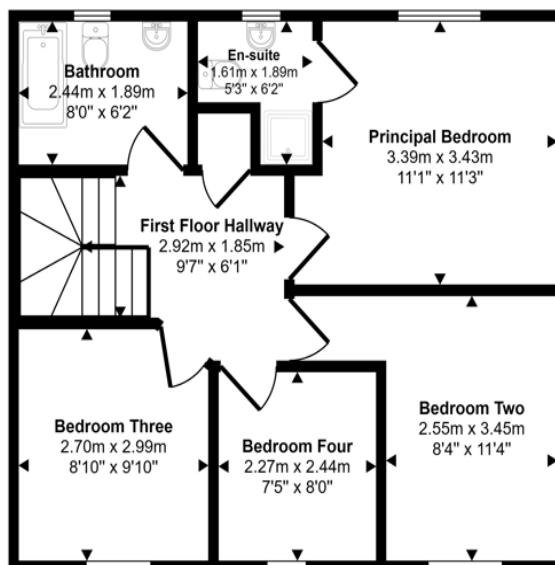 Bathroom
2.44m x 1.89m
8'0" x 6'2"
En-suite
1.61m x 1.89m
5'3" x 6'2"
Principal Bedroom
3.39m x 3.43m
11'1" x 11'3"
First Floor Hallway
2.92m x 1.85m
9'7" x 6'1"
Bedroom Three
2.70m x 2.99m
8'10" x 9'10"
Bedroom Four
2.27m x 2.44m
7'5" x 8'0"
Bedroom Two
2.55m x 3.45m
8'4" x 11'4"